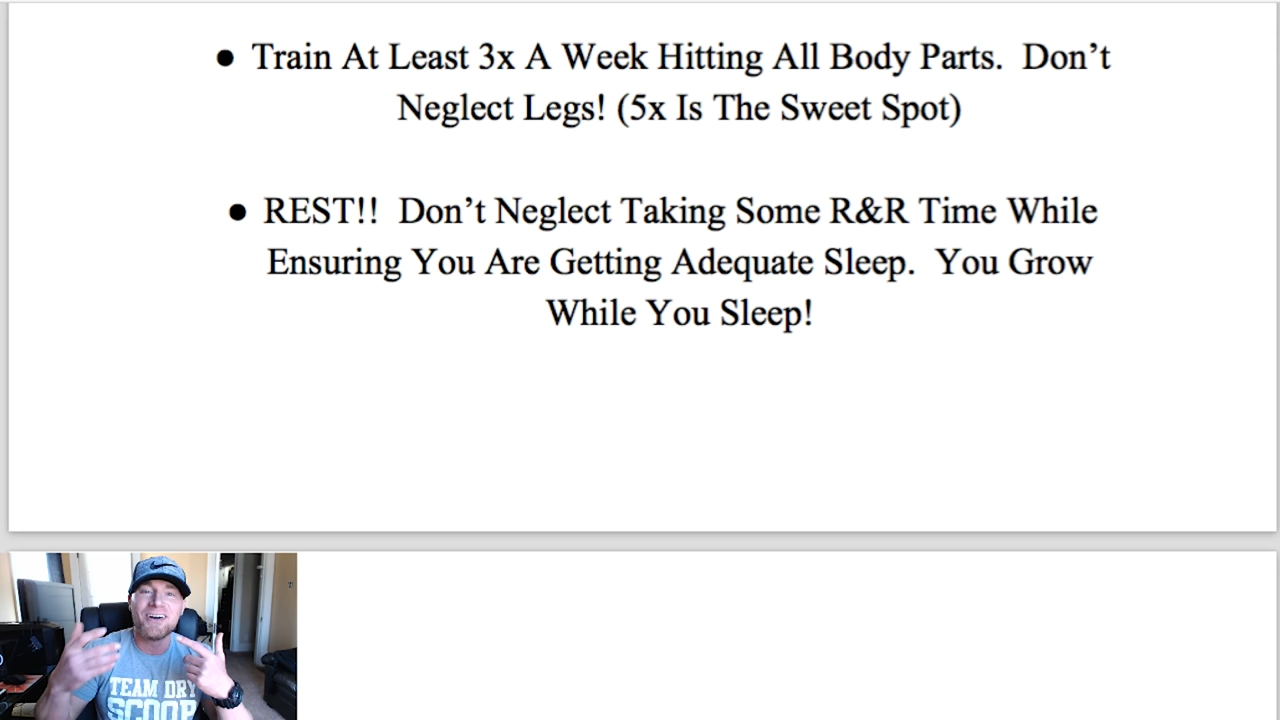 ● Train At Least 3x A Week Hitting All Body Parts.  Don’t
Neglect Legs! (5x Is The Sweet Spot)
● REST!!  Don’t Neglect Taking Some R&R Time While
Ensuring You Are Getting Adequate Sleep.  You Grow
While You Sleep!
TEAM DRY
SCOOP